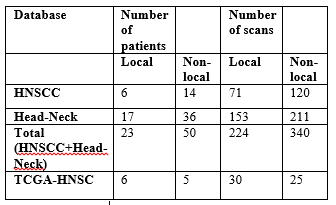 Database Number of patients Number of scans
Local Non-local Local Non-local
HNSCC 6 14 71 120
Head-Neck 17 36 153 211
Total (HNSCC+Head-Neck) 23 50 224 340
TCGA-HNSC 6 5 30 25